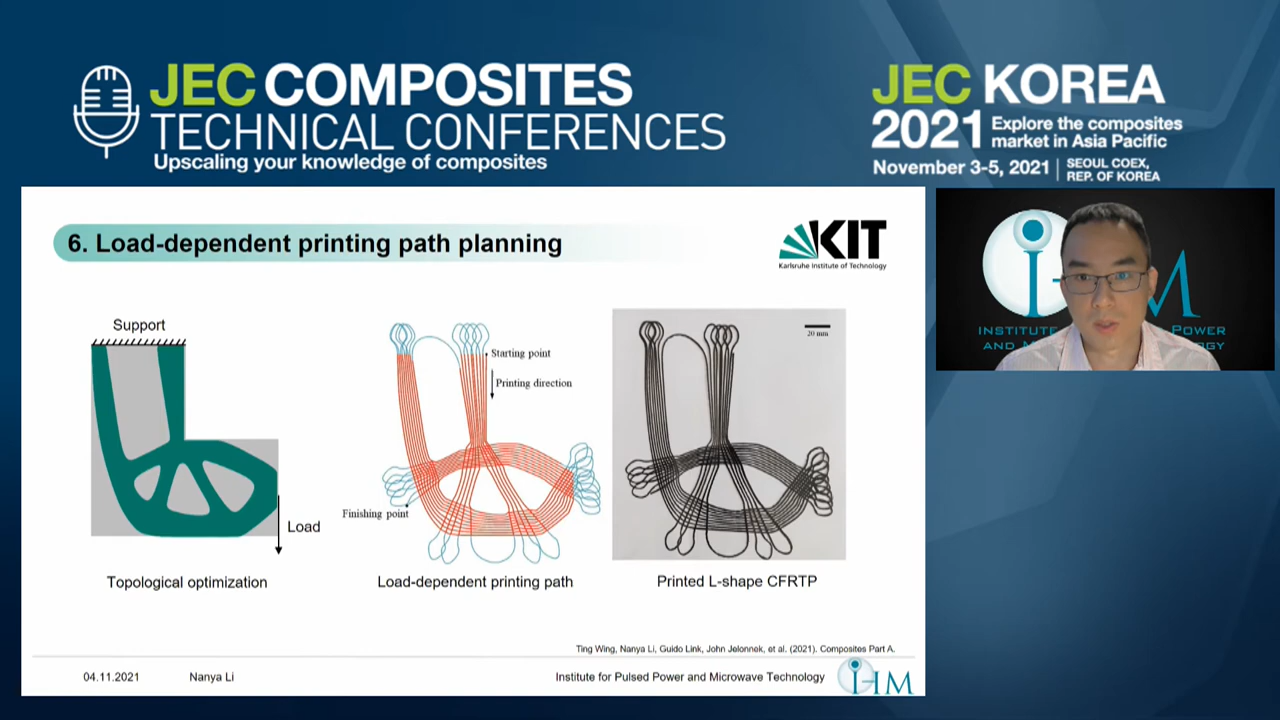 JEC COMPOSITES
TECHNICAL CONFERENCES
Upscaling your knowledge of composites
JEC KOREA
2021 Explore the composites
market in Asia Pacific
November 3-5, 2021 | SEOUL COEX,
REP. OF KOREA
6. Load-dependent printing path planning
KIT
Karlsruhe Institute of Technology
Support
Load
Topological optimization
Starting point
Printing direction
Finishing point
Load-dependent printing path
20 mm
Printed L-shape CFRTP
Ting Wing, Nanya Li, Guido Link, John Jelonnek, et al. (2021). Composites Part A.
04.11.2021
Nanya Li
Institute for Pulsed Power and Microwave Technology
IHM